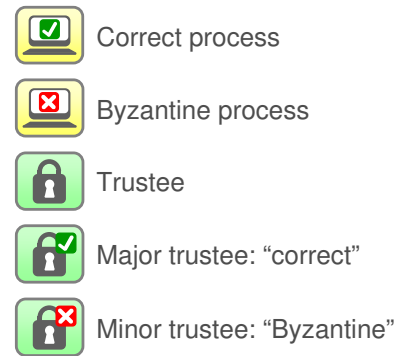 Correct process
Byzantine process
Trustee
Major trustee: “correct”
Minor trustee: “Byzantine”